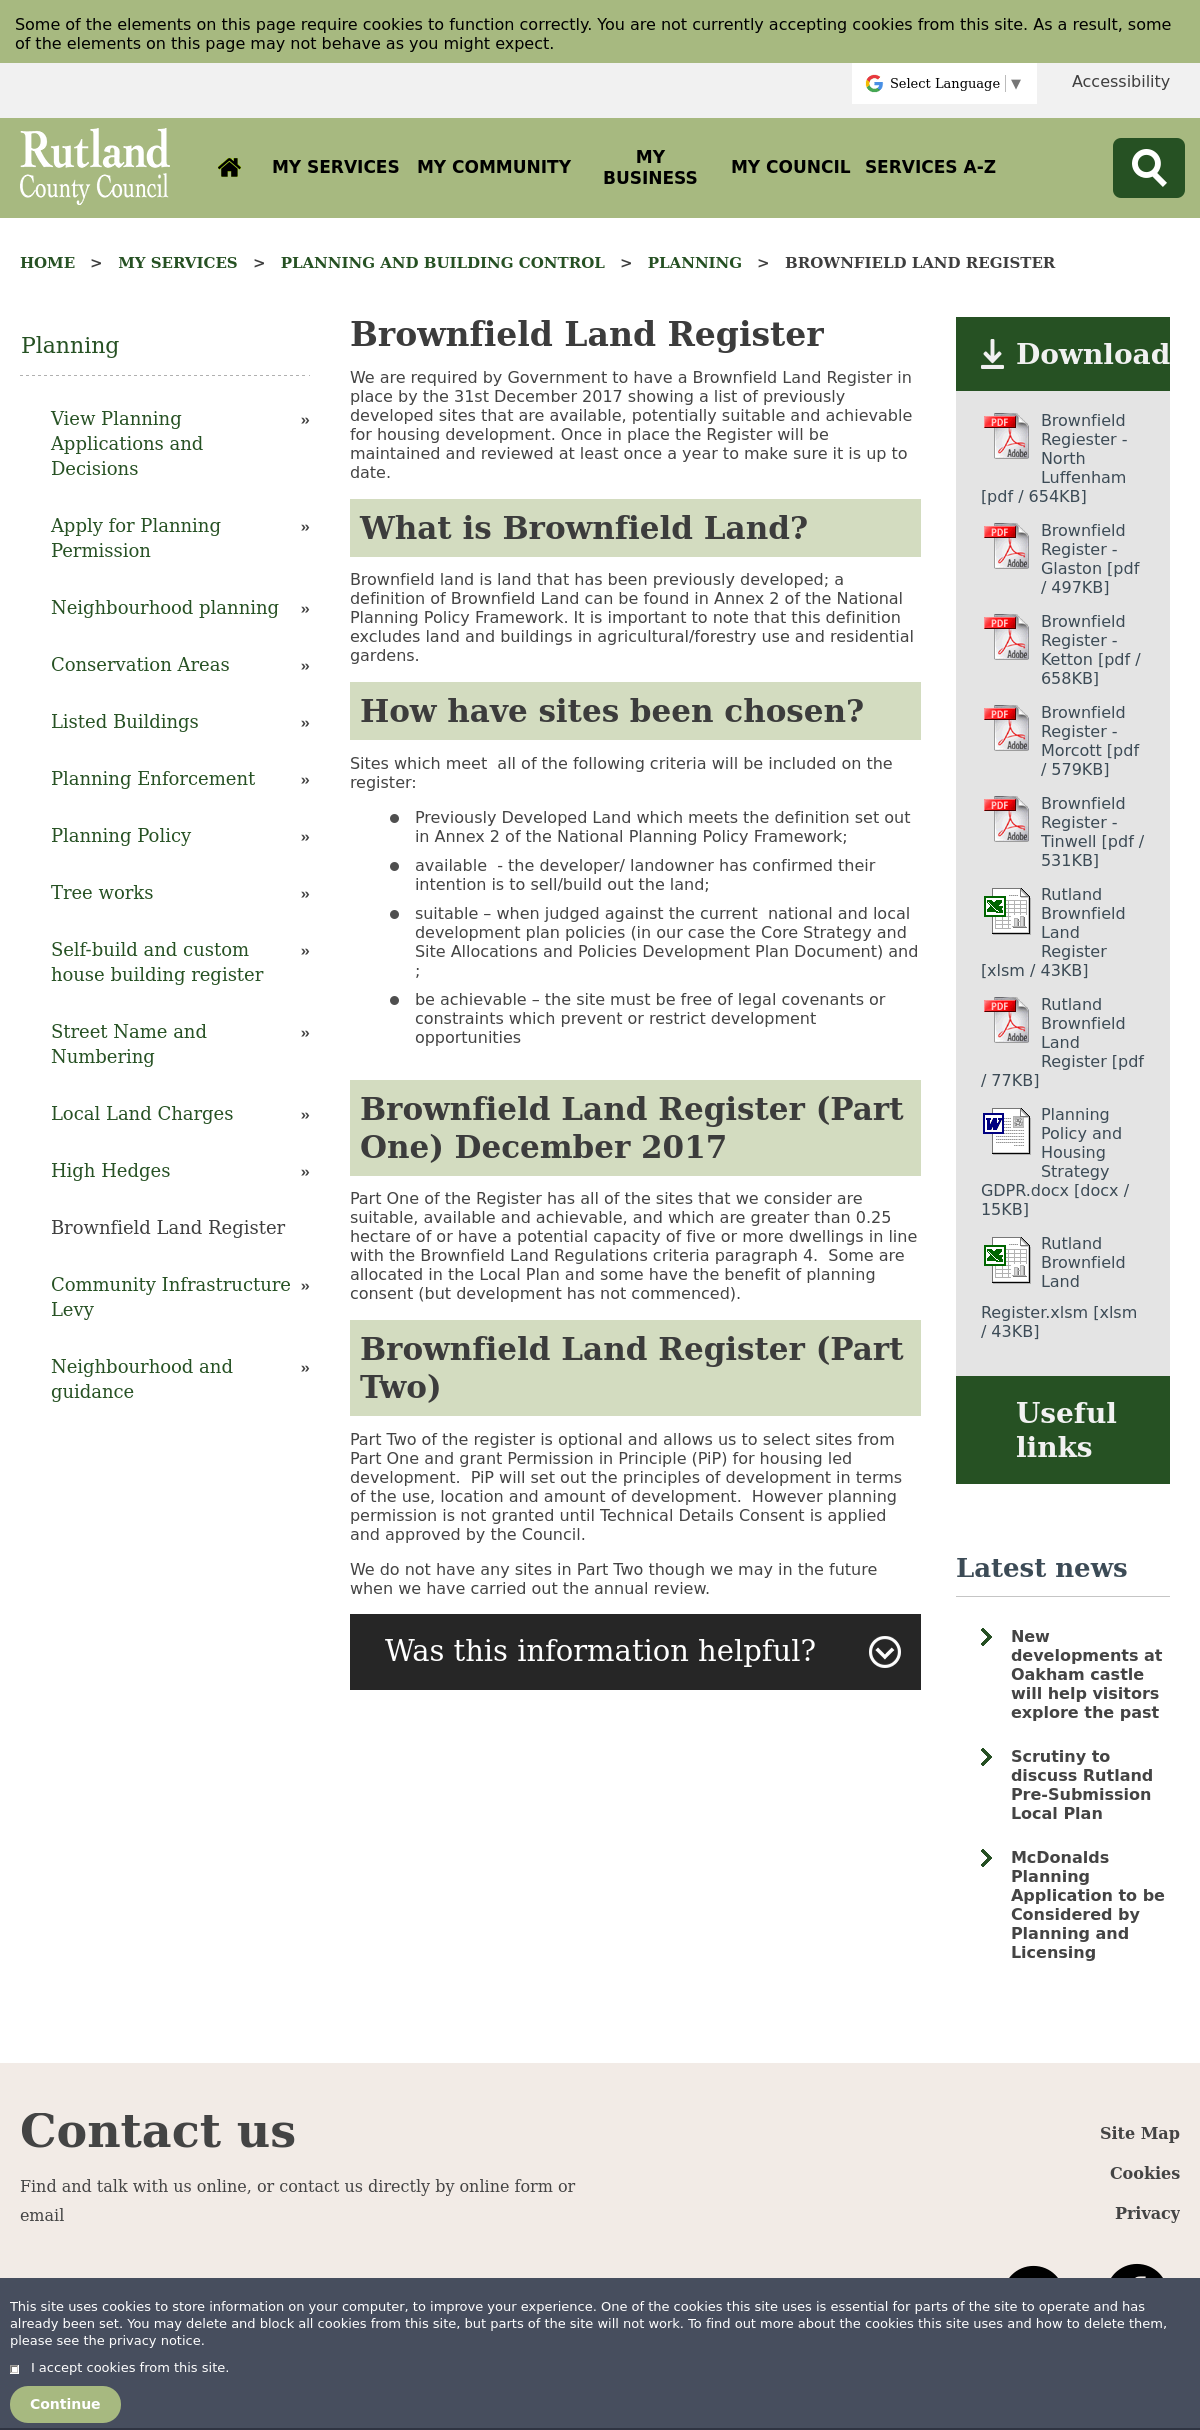 Some of the elements on this page require cookies to function correctly. You are not currently accepting cookies from this site. As a result, some
of the elements on this page may not behave as you might expect.
Select Language ▼
Accessibility
Rutland
County Council
MY SERVICES
MY COMMUNITY
MY
BUSINESS
MY COUNCIL
SERVICES A-Z
HOME > MY SERVICES > PLANNING AND BUILDING CONTROL > PLANNING > BROWNFIELD LAND REGISTER
Planning
View Planning »
Applications and
Decisions
Apply for Planning »
Permission
Neighbourhood planning »
Conservation Areas »
Listed Buildings »
Planning Enforcement »
Planning Policy »
Tree works »
Self-build and custom »
house building register
Street Name and »
Numbering
Local Land Charges »
High Hedges »
Brownfield Land Register
Community Infrastructure »
Levy
Neighbourhood and »
guidance
Brownfield Land Register
We are required by Government to have a Brownfield Land Register in
place by the 31st December 2017 showing a list of previously
developed sites that are available, potentially suitable and achievable
for housing development. Once in place the Register will be
maintained and reviewed at least once a year to make sure it is up to
date.
What is Brownfield Land?
Brownfield land is land that has been previously developed; a
definition of Brownfield Land can be found in Annex 2 of the National
Planning Policy Framework. It is important to note that this definition
excludes land and buildings in agricultural/forestry use and residential
gardens.
How have sites been chosen?
Sites which meet  all of the following criteria will be included on the
register:
● Previously Developed Land which meets the definition set out
in Annex 2 of the National Planning Policy Framework;
● available  - the developer/ landowner has confirmed their
intention is to sell/build out the land;
● suitable – when judged against the current  national and local
development plan policies (in our case the Core Strategy and
Site Allocations and Policies Development Plan Document) and
;
● be achievable – the site must be free of legal covenants or
constraints which prevent or restrict development
opportunities
Brownfield Land Register (Part
One) December 2017
Part One of the Register has all of the sites that we consider are
suitable, available and achievable, and which are greater than 0.25
hectare of or have a potential capacity of five or more dwellings in line
with the Brownfield Land Regulations criteria paragraph 4.  Some are
allocated in the Local Plan and some have the benefit of planning
consent (but development has not commenced).
Brownfield Land Register (Part
Two)
Part Two of the register is optional and allows us to select sites from
Part One and grant Permission in Principle (PiP) for housing led
development.  PiP will set out the principles of development in terms
of the use, location and amount of development.  However planning
permission is not granted until Technical Details Consent is applied
and approved by the Council.
We do not have any sites in Part Two though we may in the future
when we have carried out the annual review.
Was this information helpful?
Download
PDF Adobe
Brownfield
Regiester -
North
Luffenham
[pdf / 654KB]
PDF Adobe
Brownfield
Register -
Glaston [pdf
/ 497KB]
PDF Adobe
Brownfield
Register -
Ketton [pdf /
658KB]
PDF Adobe
Brownfield
Register -
Morcott [pdf
/ 579KB]
PDF Adobe
Brownfield
Register -
Tinwell [pdf /
531KB]
Rutland
Brownfield
Land
Register
[xlsm / 43KB]
PDF Adobe
Rutland
Brownfield
Land
Register [pdf
/ 77KB]
Planning
Policy and
Housing
Strategy
GDPR.docx [docx /
15KB]
Rutland
Brownfield
Land
Register.xlsm [xlsm
/ 43KB]
Useful
links
Latest news
New
developments at
Oakham castle
will help visitors
explore the past
Scrutiny to
discuss Rutland
Pre-Submission
Local Plan
McDonalds
Planning
Application to be
Considered by
Planning and
Licensing
Contact us
Find and talk with us online, or contact us directly by online form or
email
Site Map
Cookies
Privacy
This site uses cookies to store information on your computer, to improve your experience. One of the cookies this site uses is essential for parts of the site to operate and has
already been set. You may delete and block all cookies from this site, but parts of the site will not work. To find out more about the cookies this site uses and how to delete them,
please see the privacy notice.
I accept cookies from this site.
Continue